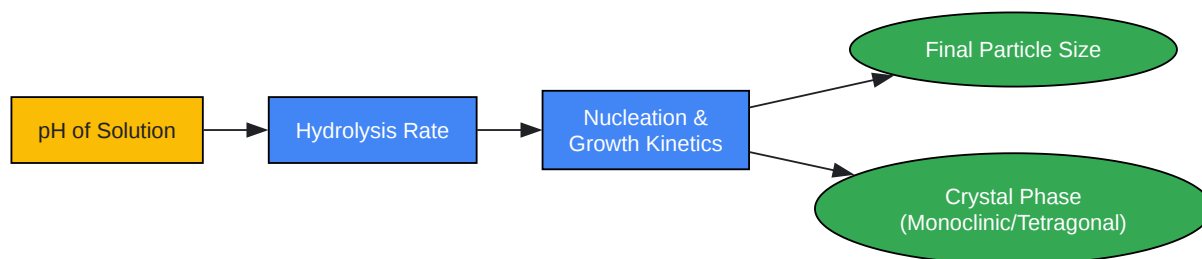 pH of Solution
Hydrolysis Rate
Nucleation &
Growth Kinetics
Final Particle Size
Crystal Phase
(Monoclinic/Tetragonal)